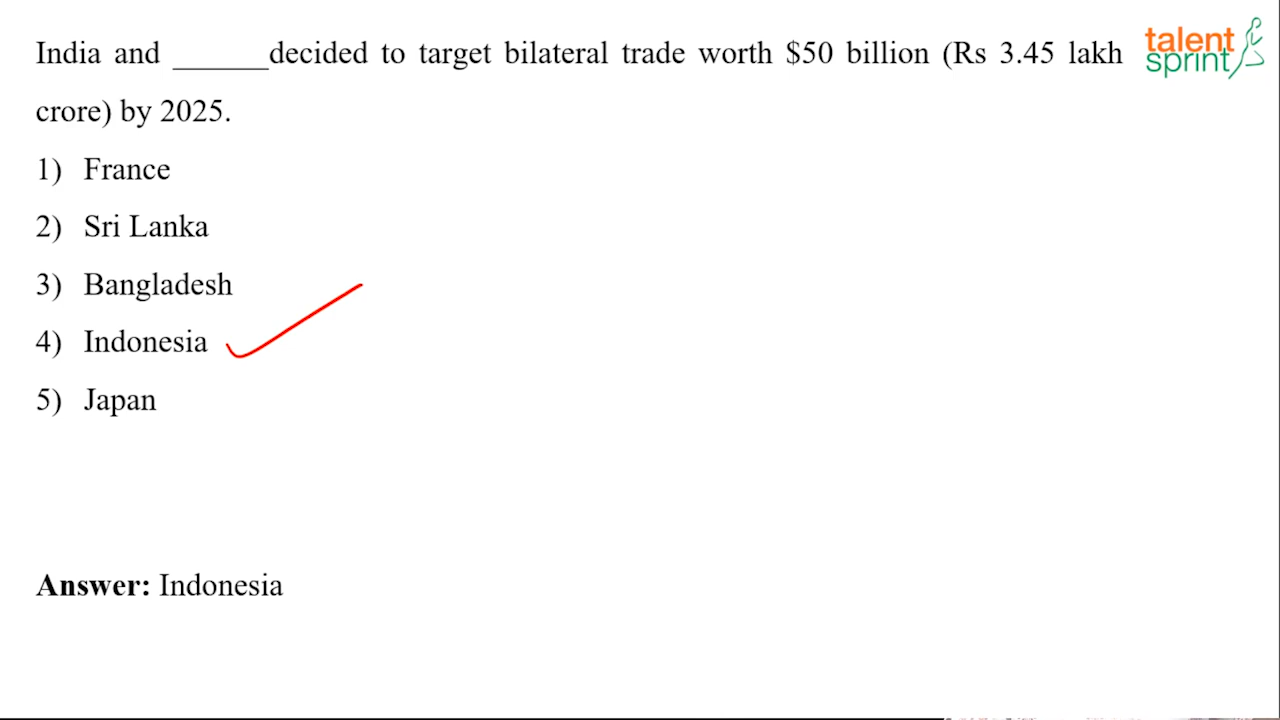 India and ______decided to target bilateral trade worth $50 billion (Rs 3.45 lakh
crore) by 2025.
1) France
2) Sri Lanka
3) Bangladesh
4) Indonesia
5) Japan
Answer: Indonesia
talent
sprint